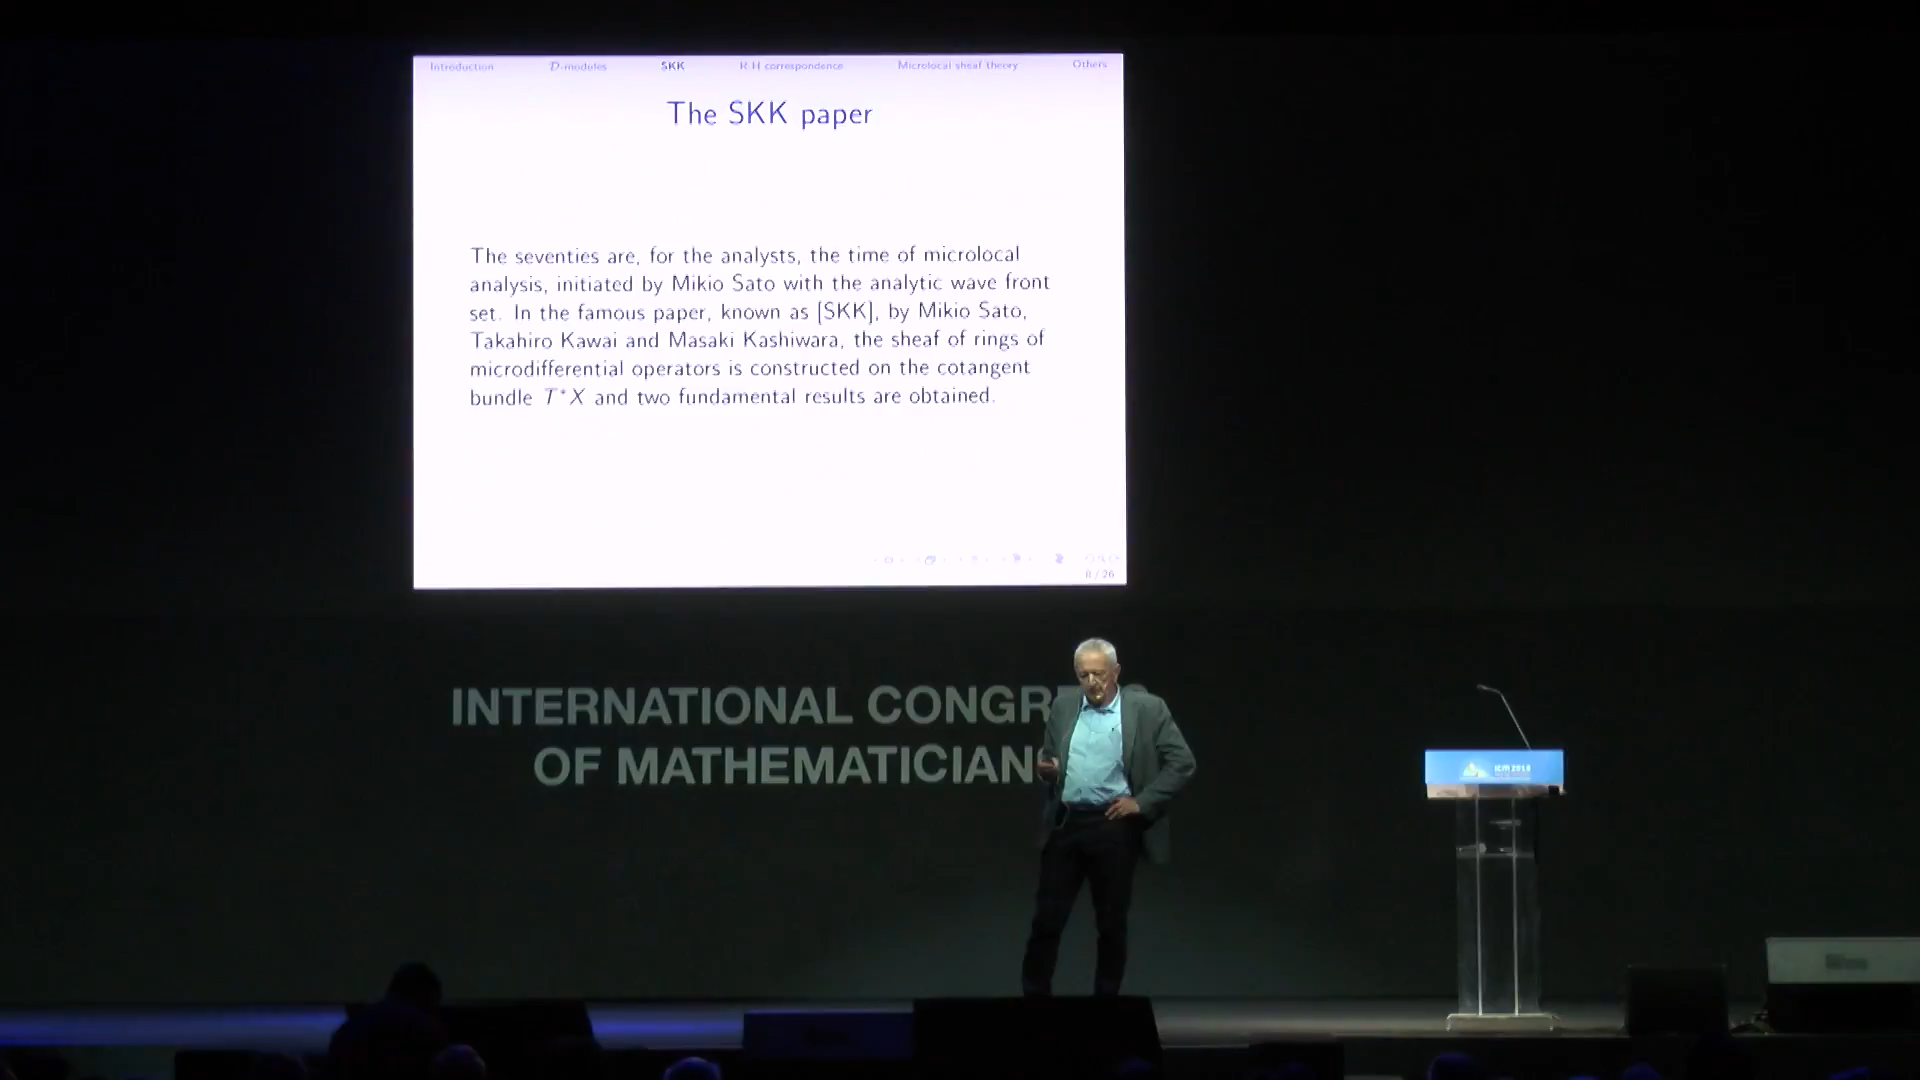 Introduction D-modules SKK R-H correspondence Microlocal sheaf theory Others
The SKK paper
The seventies are, for the analysts, the time of microlocal
analysis, initiated by Mikio Sato with the analytic wave front
set. In the famous paper, known as [SKK], by Mikio Sato,
Takahiro Kawai and Masaki Kashiwara, the sheaf of rings of
microdifferential operators is constructed on the cotangent
bundle T*X and two fundamental results are obtained.
8 / 26
INTERNATIONAL CONGR
OF MATHEMATICIAN
ICM 2018